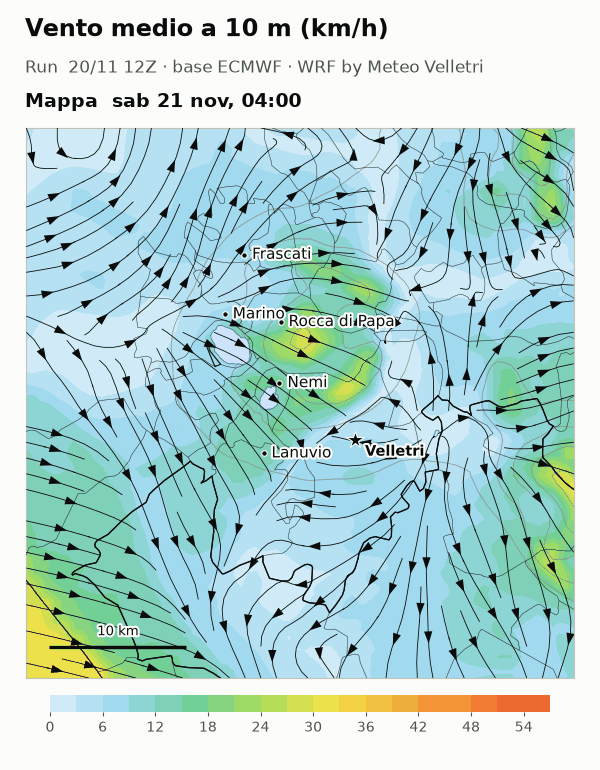 Vento medio a 10 m (km/h)
Run  20/11 12Z · base ECMWF · WRF by Meteo Velletri
Mappa  sab 21 nov, 04:00
Frascati
Marino
Rocca di Papa
Nemi
Lanuvio
Velletri
10 km
0 6 12 18 24 30 36 42 48 54